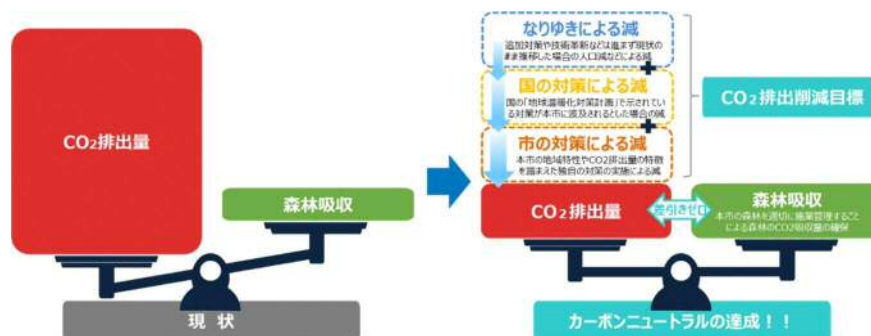 CO2排出量
森林吸収
現 状
なりゆきによる減
追加対策や技術革新などは進まず現状の
まま推移した場合の人口減などによる減
国の対策による減
国の「地球温暖化対策計画」で示されてい
る対策が本市に波及されるとした場合の減
市の対策による減
本市の地域特性やCO2排出量の特徴
を踏まえた独自の対策の実施による減
CO2排出削減目標
CO2排出量
差引きゼロ
森林吸収
本市の森林を適切に施業管理すること
による森林のCO2吸収量の確保
カーボンニュートラルの達成！！